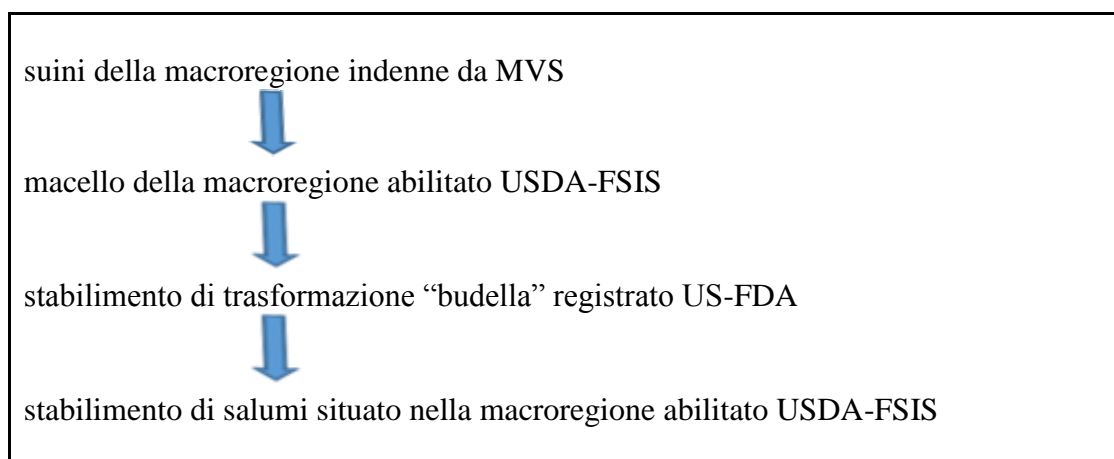 suini della macroregione indenne da MVS
macello della macroregione abilitato USDA-FSIS
stabilimento di trasformazione “budella” registrato US-FDA
stabilimento di salumi situato nella macroregione abilitato USDA-FSIS